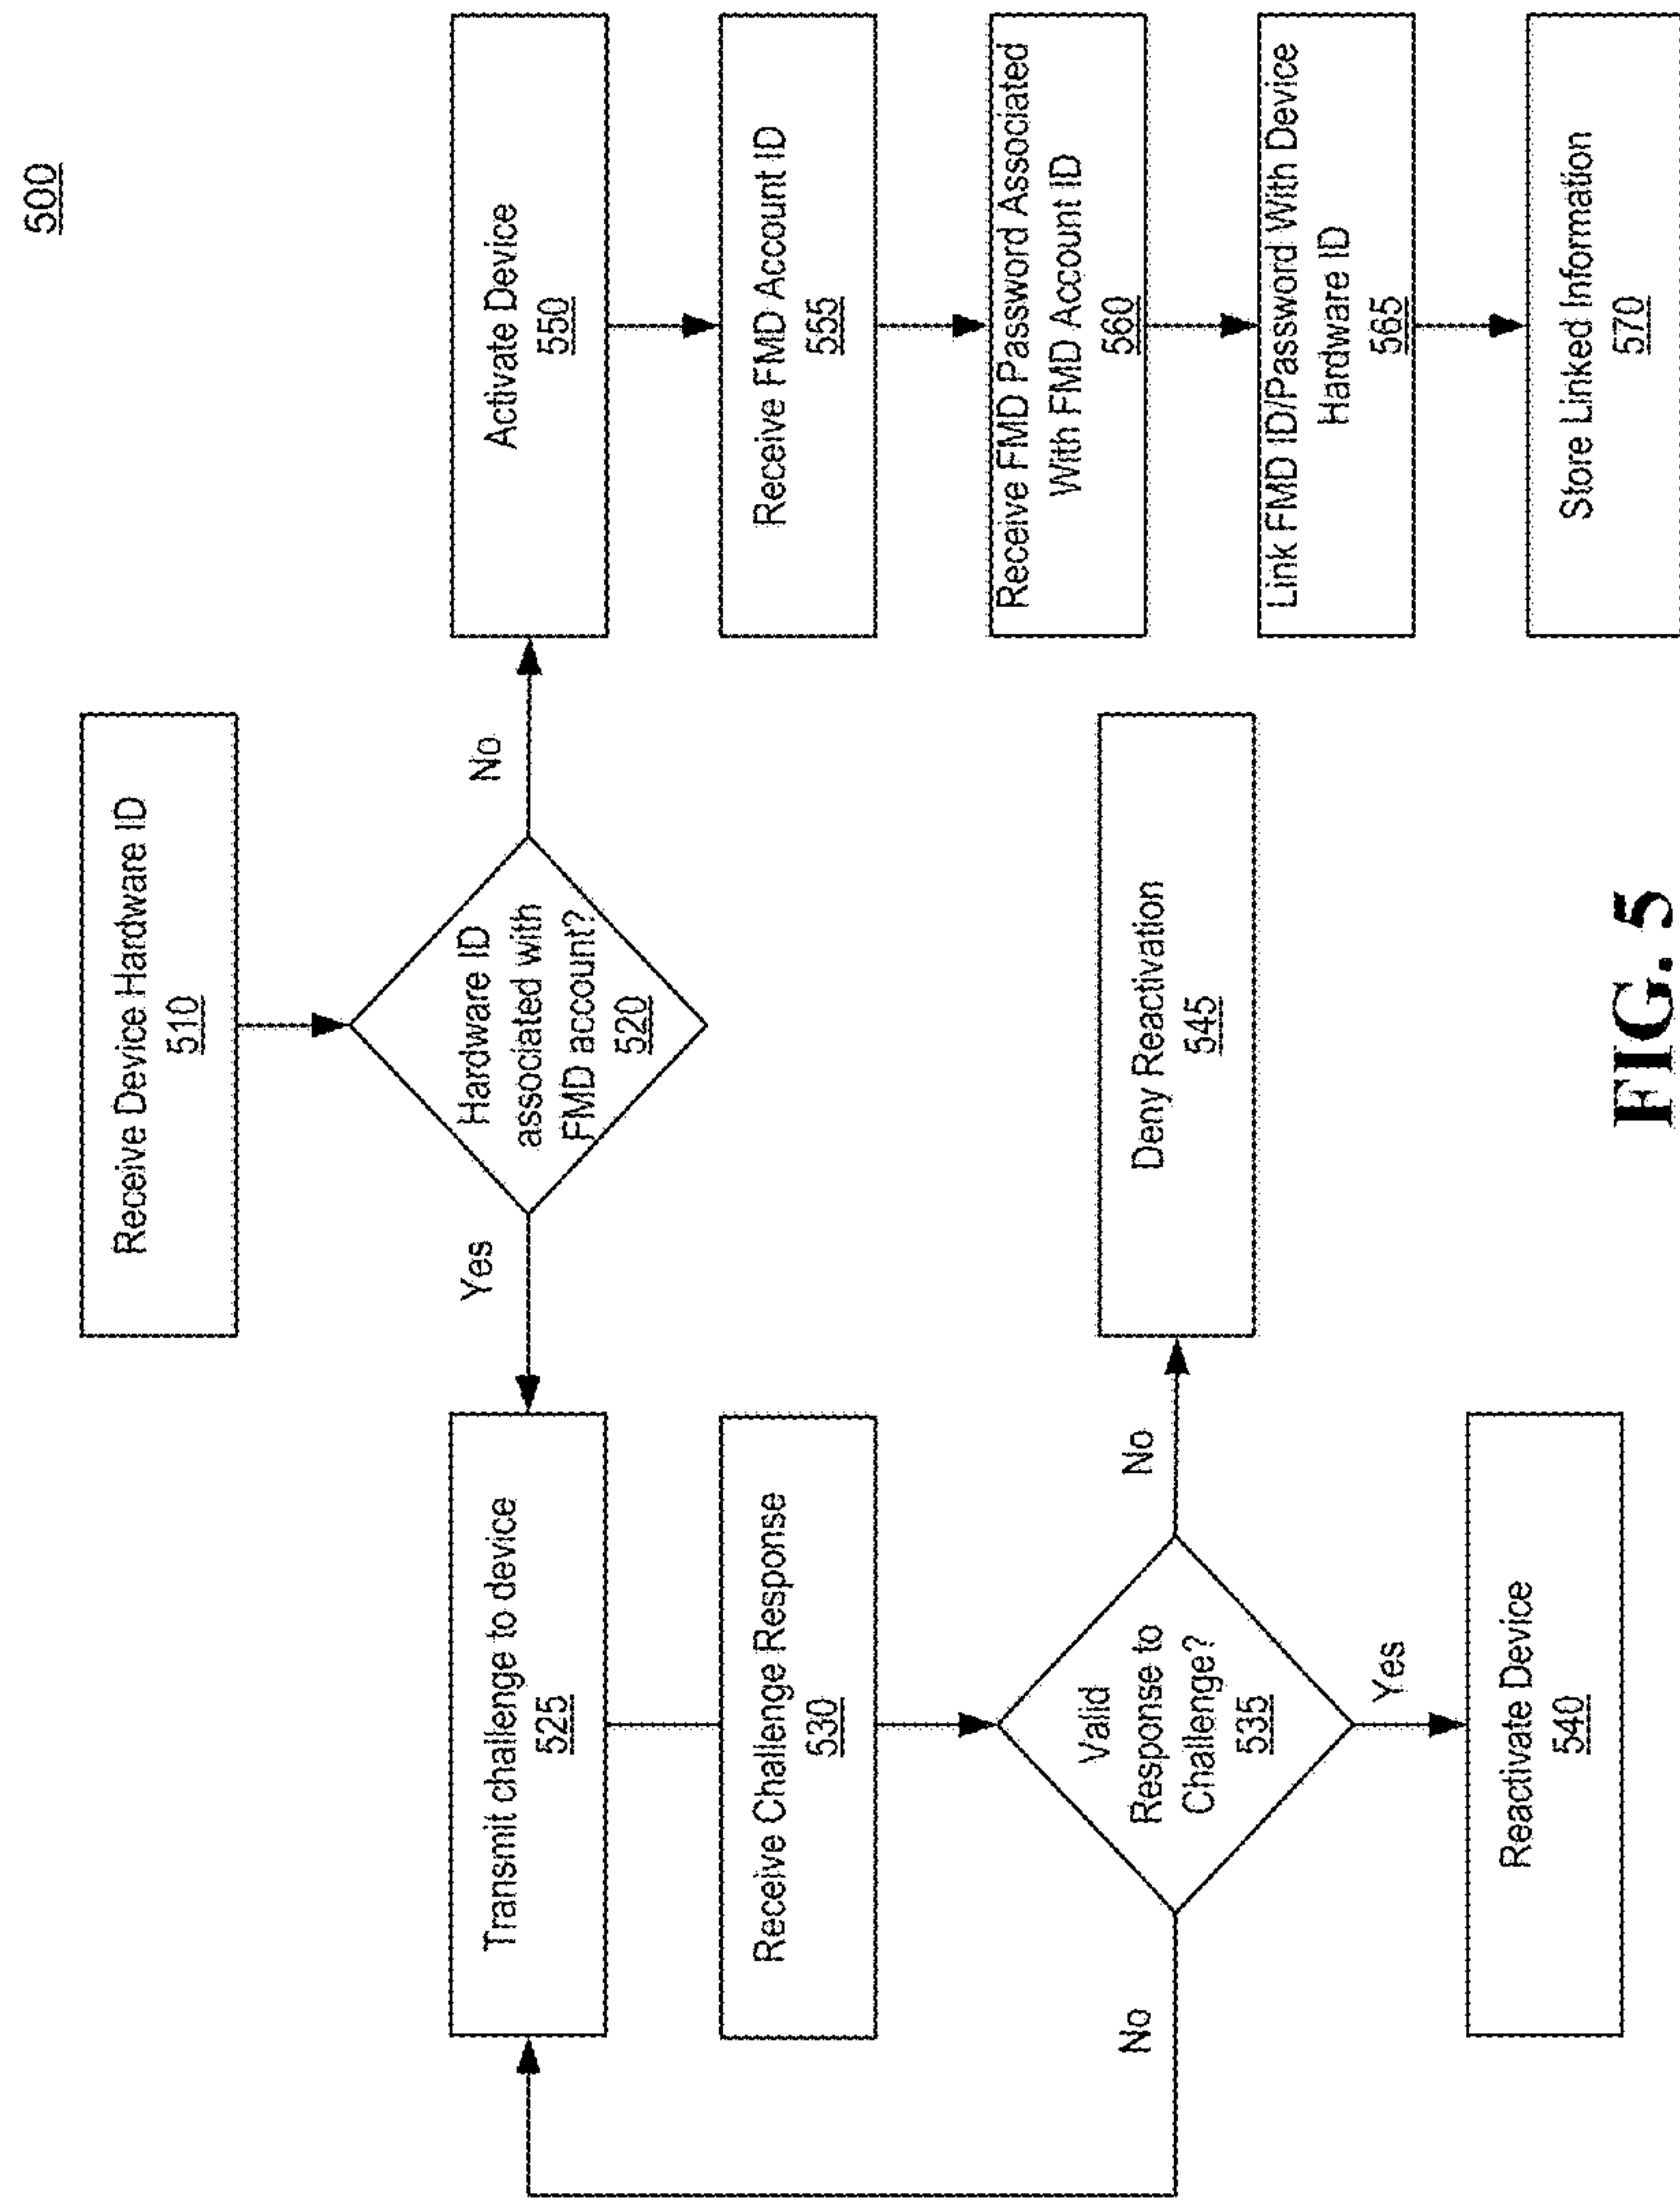 500
Receive Device Hardware ID
510
Hardware ID
associated with
FMD account?
520
Yes
No
Transmit challenge to device
525
Receive Challenge Response
530
Valid
Response to
Challenge?
535
No
No
Yes
Reactivate Device
540
Deny Reactivation
545
Activate Device
550
Receive FMD Account ID
555
Receive FMD Password Associated
With FMD Account ID
560
Link FMD ID/Password With Device
Hardware ID
565
Store Linked Information
570
FIG. 5